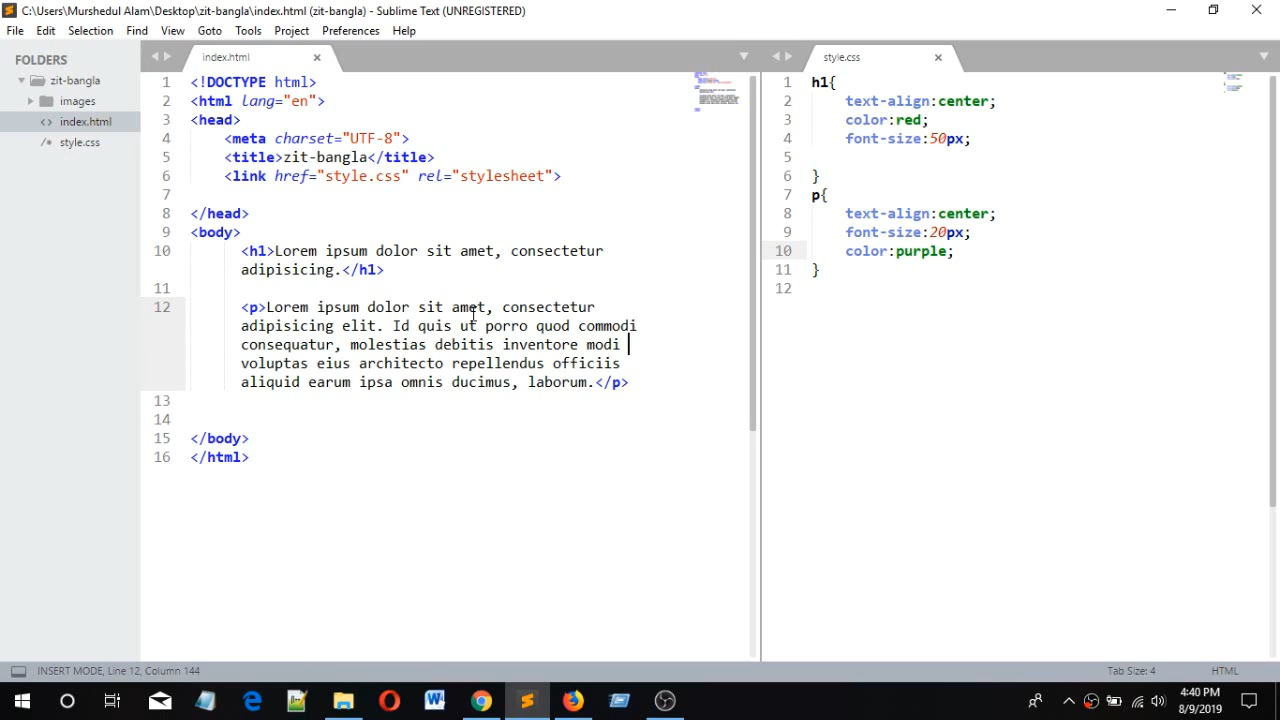 C:\Users\Murshedul Alam\Desktop\zit-bangla\index.html (zit-bangla) - Sublime Text (UNREGISTERED)
File Edit Selection Find View Goto Tools Project Preferences Help
FOLDERS
zit-bangla
images
index.html
style.css
index.html
1 <!DOCTYPE html>
2 <html lang="en">
3 <head>
4 <meta charset="UTF-8">
5 <title>zit-bangla</title>
6 <link href="style.css" rel="stylesheet">
7
8 </head>
9 <body>
10 <h1>Lorem ipsum dolor sit amet, consectetur
adipisicing.</h1>
11
12 <p>Lorem ipsum dolor sit amet, consectetur
adipisicing elit. Id quis ut porro quod commodi
consequatur, molestias debitis inventore modi
voluptas eius architecto repellendus officiis
aliquid earum ipsa omnis ducimus, laborum.</p>
13
14
15 </body>
16 </html>
style.css
1 h1{
2 text-align:center;
3 color:red;
4 font-size:50px;
5
6 }
7 p{
8 text-align:center;
9 font-size:20px;
10 color:purple;
11 }
12
INSERT MODE, Line 12, Column 144
Tab Size: 4
HTML
4:40 PM
8/9/2019